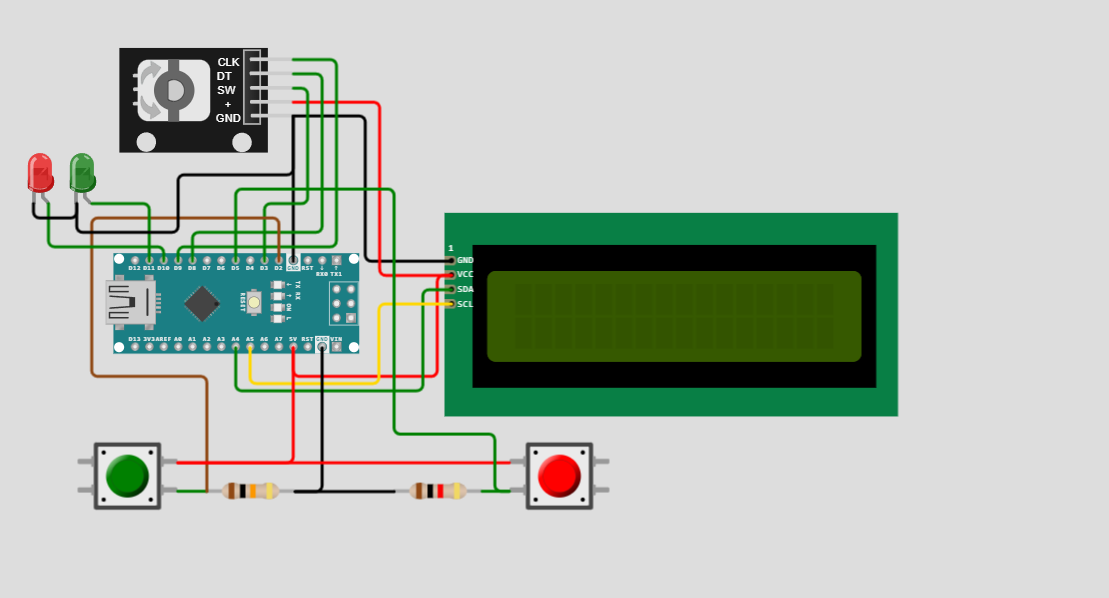 CLK
DT
SW
+
GND
D12 D11 D10 D9 D8 D7 D6 D5 D4 D3 D2 GND RST RX0 TX1
RESET
TX
RX
ON
L
D13 3V3 AREF A0 A1 A2 A3 A4 A5 A6 A7 5V RST GND VIN
1
GND
VCC
SDA
SCL